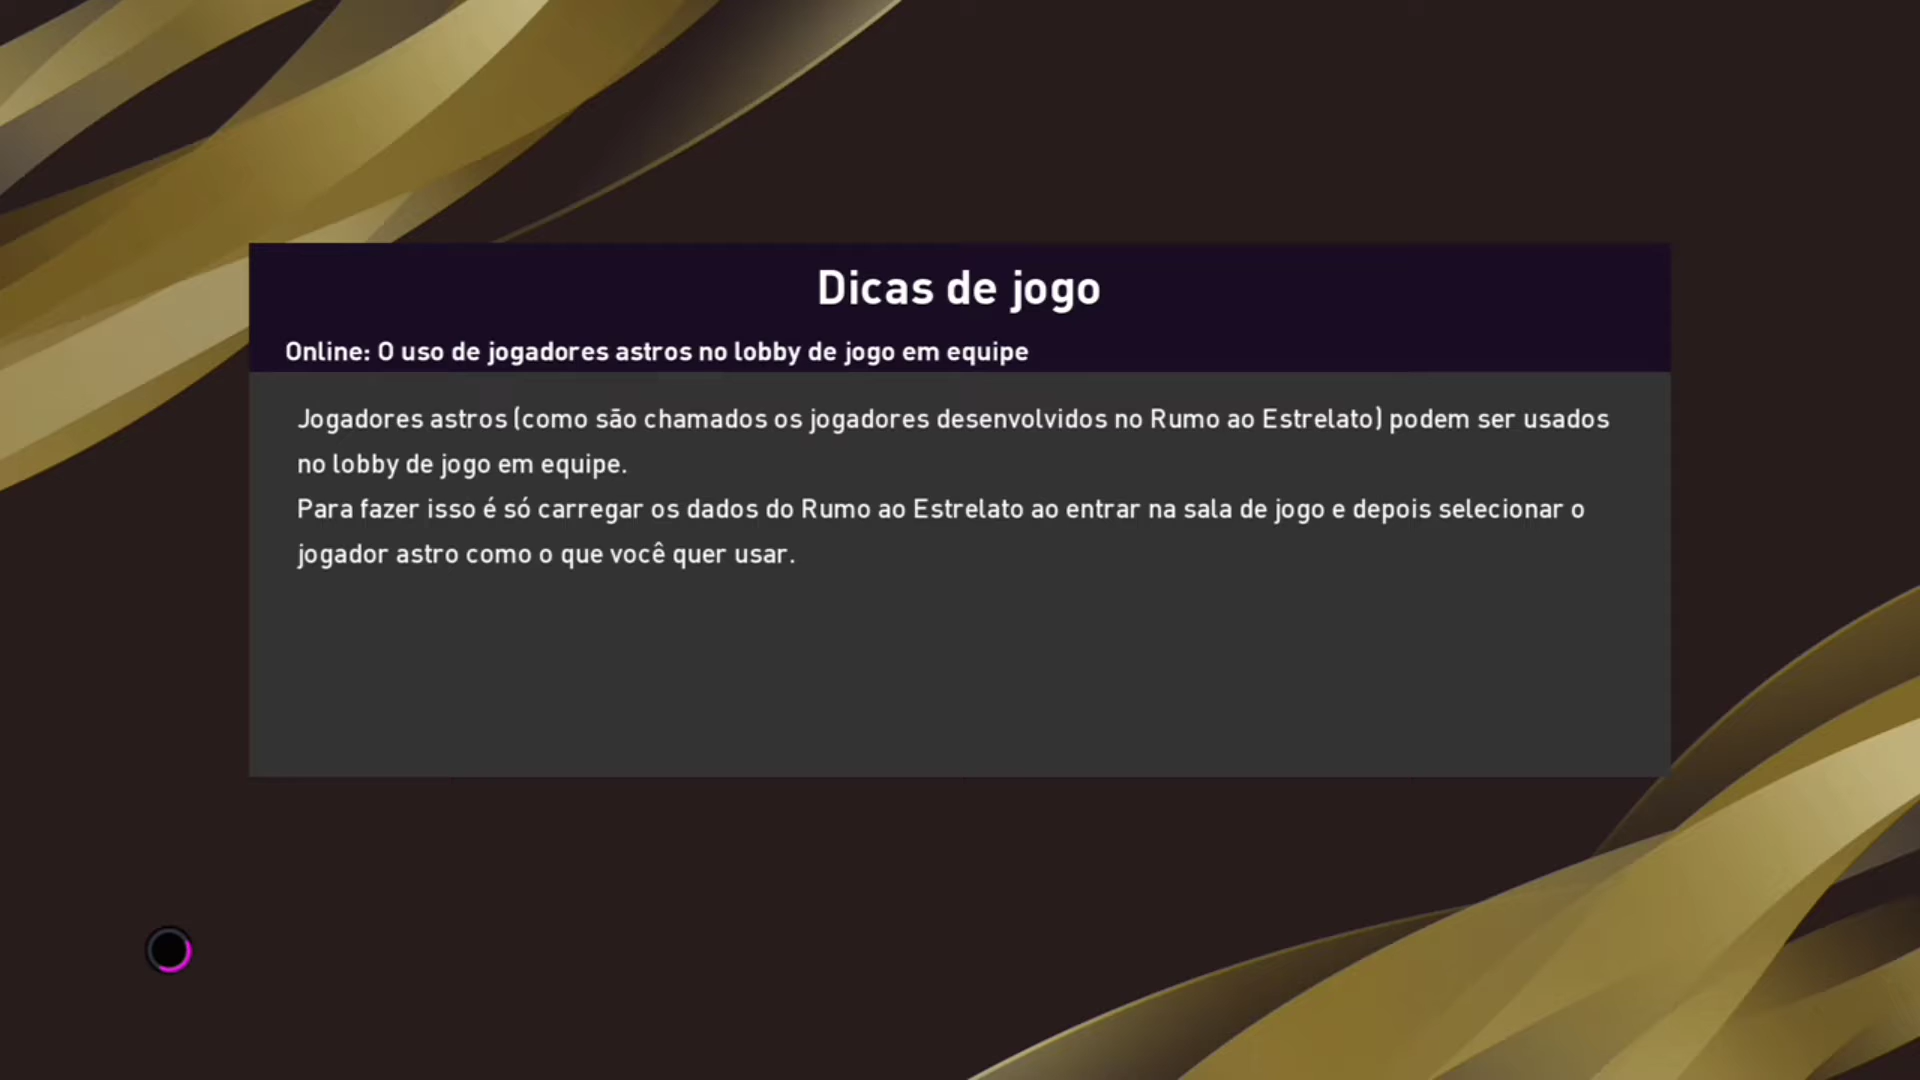 Dicas de jogo
Online: O uso de jogadores astros no lobby de jogo em equipe
Jogadores astros (como são chamados os jogadores desenvolvidos no Rumo ao Estrelato) podem ser usados
no lobby de jogo em equipe.
Para fazer isso é só carregar os dados do Rumo ao Estrelato ao entrar na sala de jogo e depois selecionar o
jogador astro como o que você quer usar.